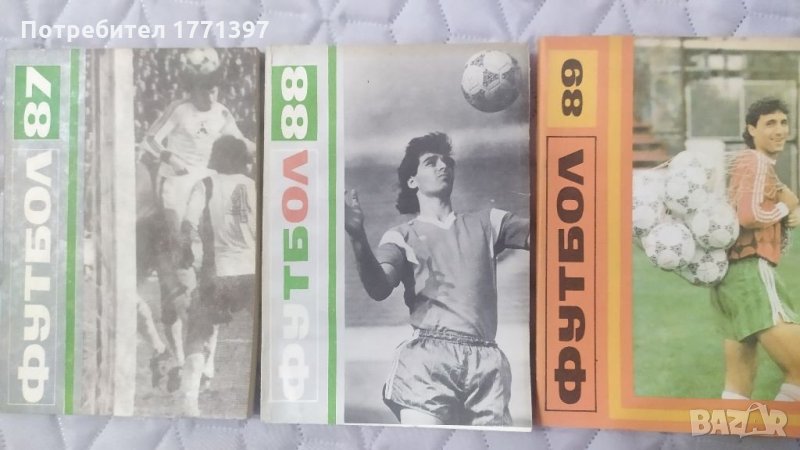 Потребител 1771397
ФУТБОЛ 87
ФУТБОЛ 88
ФУТБОЛ 89
BAZAR